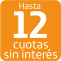 Hasta
12
cuotas
sin interés